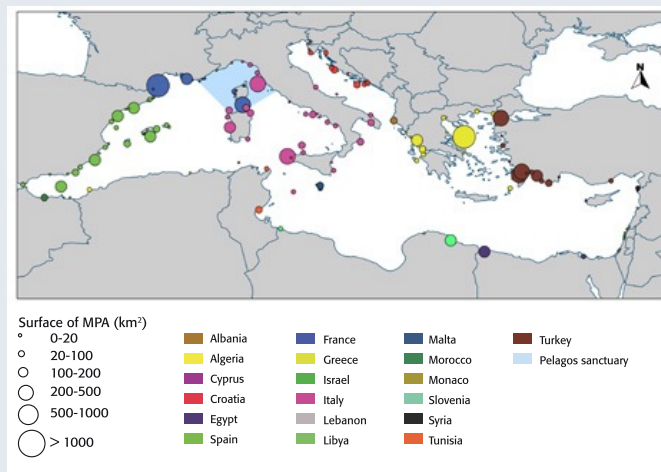 N
Surface of MPA (km²)
0-20
20-100
100-200
200-500
500-1000
> 1000
Albania
Algeria
Cyprus
Croatia
Egypt
Spain
France
Greece
Israel
Italy
Lebanon
Libya
Malta
Morocco
Monaco
Slovenia
Syria
Tunisia
Turkey
Pelagos sanctuary